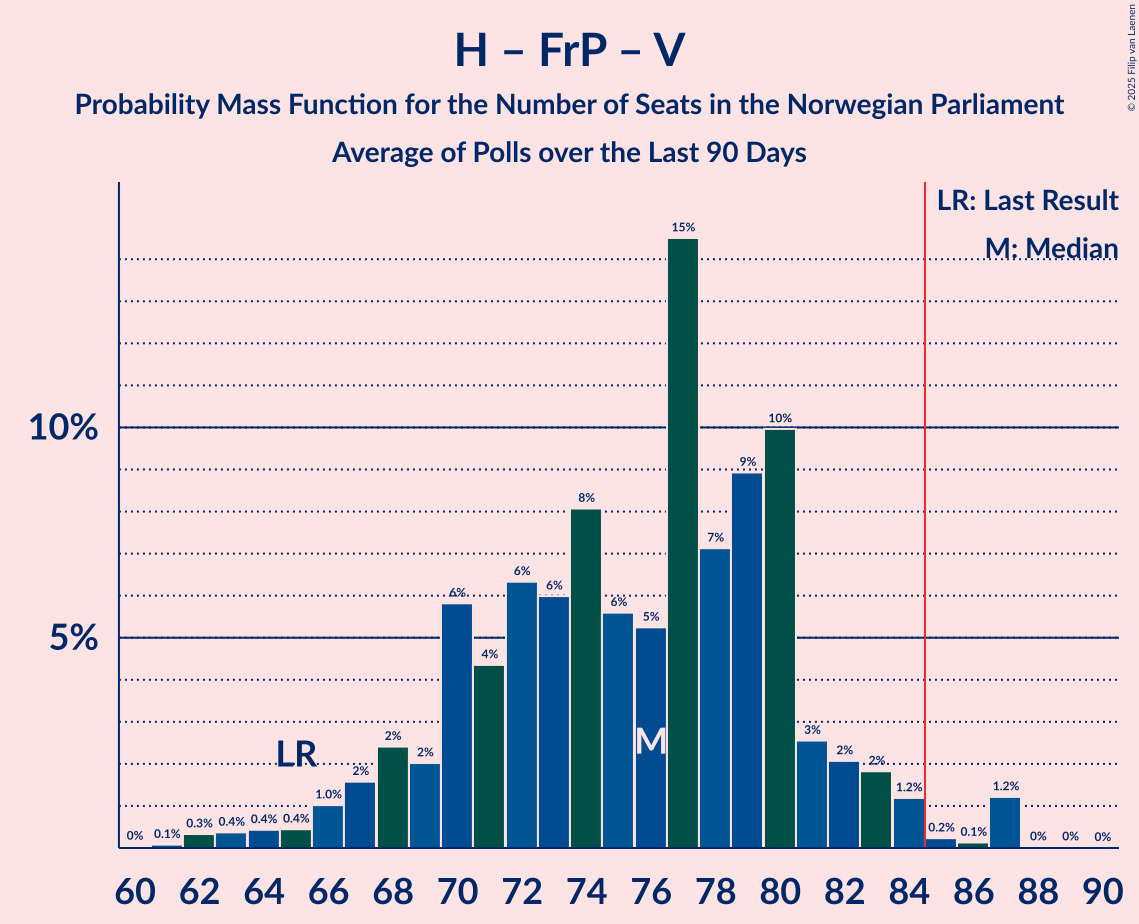 H – FrP – V
Probability Mass Function for the Number of Seats in the Norwegian Parliament
Average of Polls over the Last 90 Days
© 2025 Filip van Laenen
LR: Last Result
M: Median
10%
5%
0% 0.1% 0.3% 0.4% 0.4% 0.4% 1.0% 2% 2% 2% 6% 4% 6% 6% 8% 6% 5% 15% 7% 9% 10% 3% 2% 2% 1.2% 0.2% 0.1% 1.2% 0% 0% 0%
LR
M
60 62 64 66 68 70 72 74 76 78 80 82 84 86 88 90